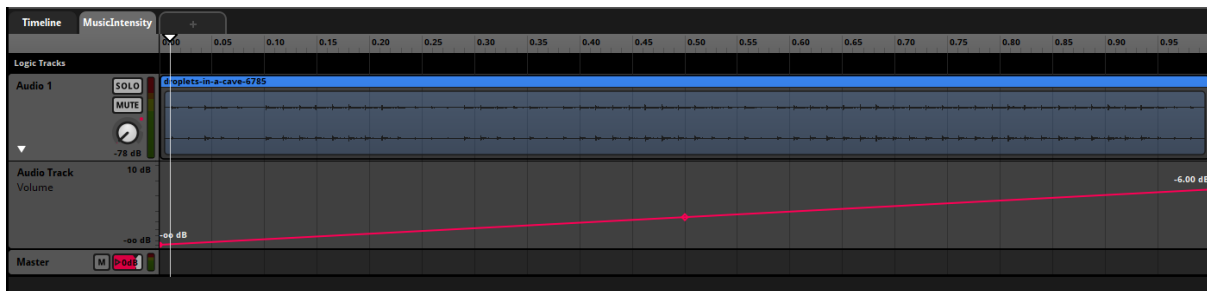 Timeline MusicIntensity +
0.00 0.05 0.10 0.15 0.20 0.25 0.30 0.35 0.40 0.45 0.50 0.55 0.60 0.65 0.70 0.75 0.80 0.85 0.90 0.95
Logic Tracks
Audio 1 SOLO droplets-in-a-cave-6785
MUTE
-78 dB
Audio Track 10 dB
Volume -6.00 dB
-oo dB -oo dB
Master M >0dB